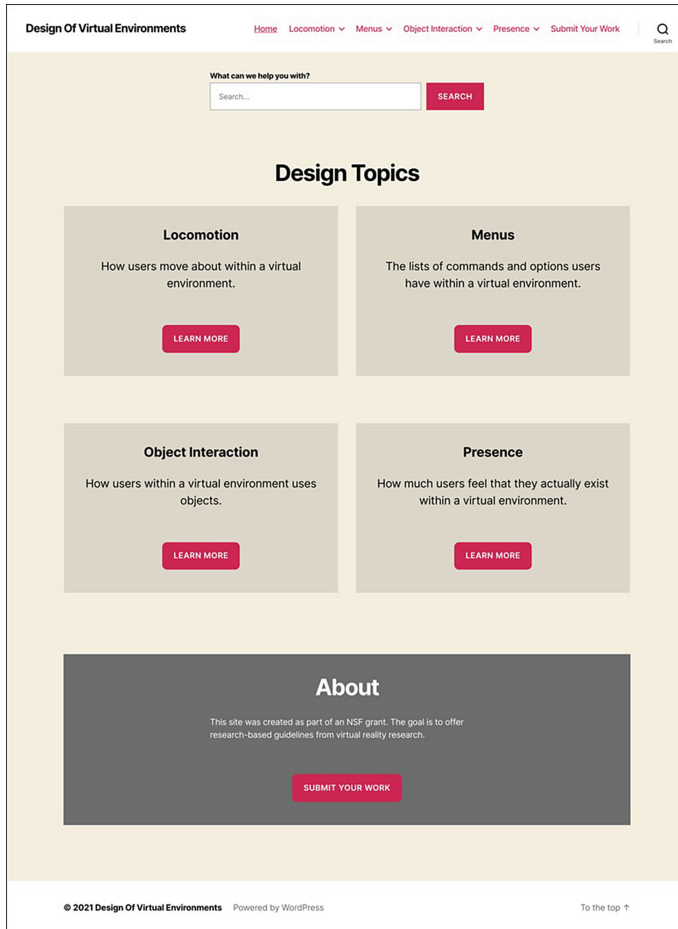 Design Of Virtual Environments
Home Locomotion Menus Object Interaction Presence Submit Your Work
Search
What can we help you with?
Search...
SEARCH
Design Topics
Locomotion
How users move about within a virtual
environment.
LEARN MORE
Menus
The lists of commands and options users
have within a virtual environment.
LEARN MORE
Object Interaction
How users within a virtual environment uses
objects.
LEARN MORE
Presence
How much users feel that they actually exist
within a virtual environment.
LEARN MORE
About
This site was created as part of an NSF grant. The goal is to offer
research-based guidelines from virtual reality research.
SUBMIT YOUR WORK
© 2021 Design Of Virtual Environments Powered by WordPress
To the top ↑